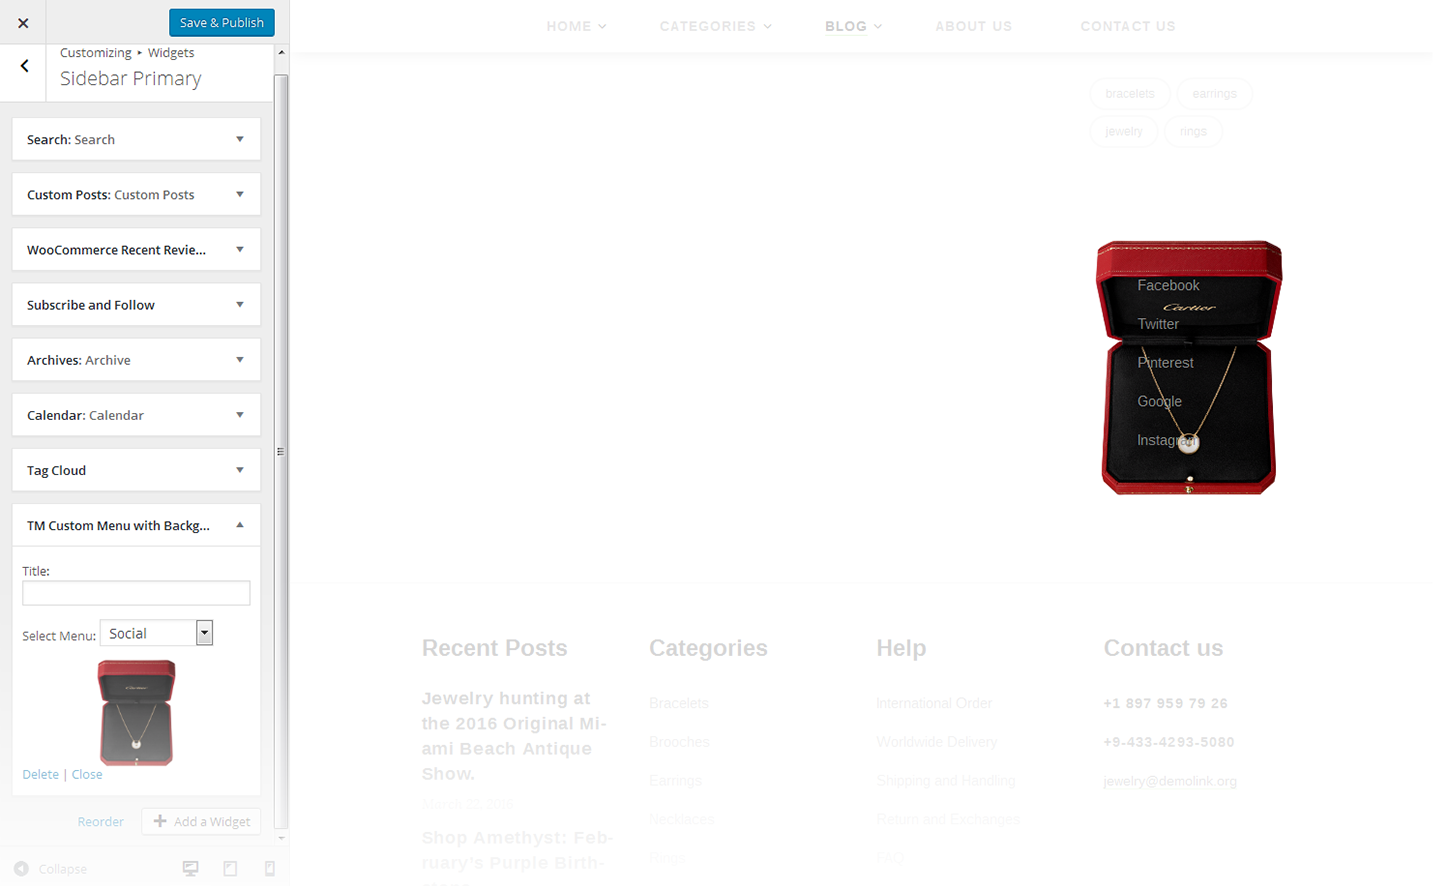 Save & Publish
Customizing ▸ Widgets
Sidebar Primary
Search: Search
Custom Posts: Custom Posts
WooCommerce Recent Revie...
Subscribe and Follow
Archives: Archive
Calendar: Calendar
Tag Cloud
TM Custom Menu with Backg...
Title:
Select Menu: Social
Cartier
Delete | Close
Reorder
Add a Widget
Collapse
HOME CATEGORIES BLOG ABOUT US CONTACT US
bracelets earrings
jewelry rings
Facebook
Cartier
Twitter
Pinterest
Google
Instagram
Recent Posts
Jewelry hunting at
the 2016 Original Mi-
ami Beach Antique
Show.
March 22, 2016
Shop Amethyst: Feb-
ruary's Purple Birth-
Categories
Bracelets
Brooches
Earrings
Necklaces
Rings
Help
International Order
Worldwide Delivery
Shipping and Handling
Return and Exchanges
FAQ
Contact us
+1 897 959 79 26
+9-433-4293-5080
jewelry@demolink.org